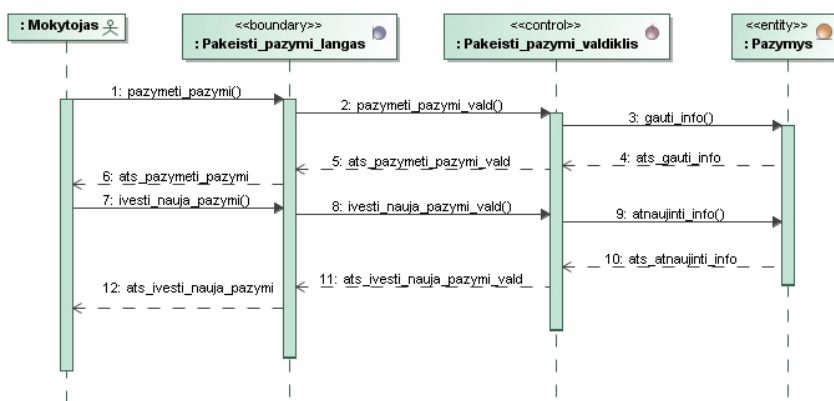 : Mokytojas
<<boundary>>
: Pakeisti_pazymi_langas
<<control>>
: Pakeisti_pazymi_valdiklis
<<entity>>
: Pazymys
1: pazymeti_pazymi()
2: pazymeti_pazymi_vald()
3: gauti_info()
4: ats_gauti_info
5: ats_pazymeti_pazymi_vald
6: ats_pazymeti_pazymi
7: ivesti_nauja_pazymi()
8: ivesti_nauja_pazymi_vald()
9: atnaujinti_info()
10: ats_atnaujinti_info
11: ats_ivesti_nauja_pazymi_vald
12: ats_ivesti_nauja_pazymi